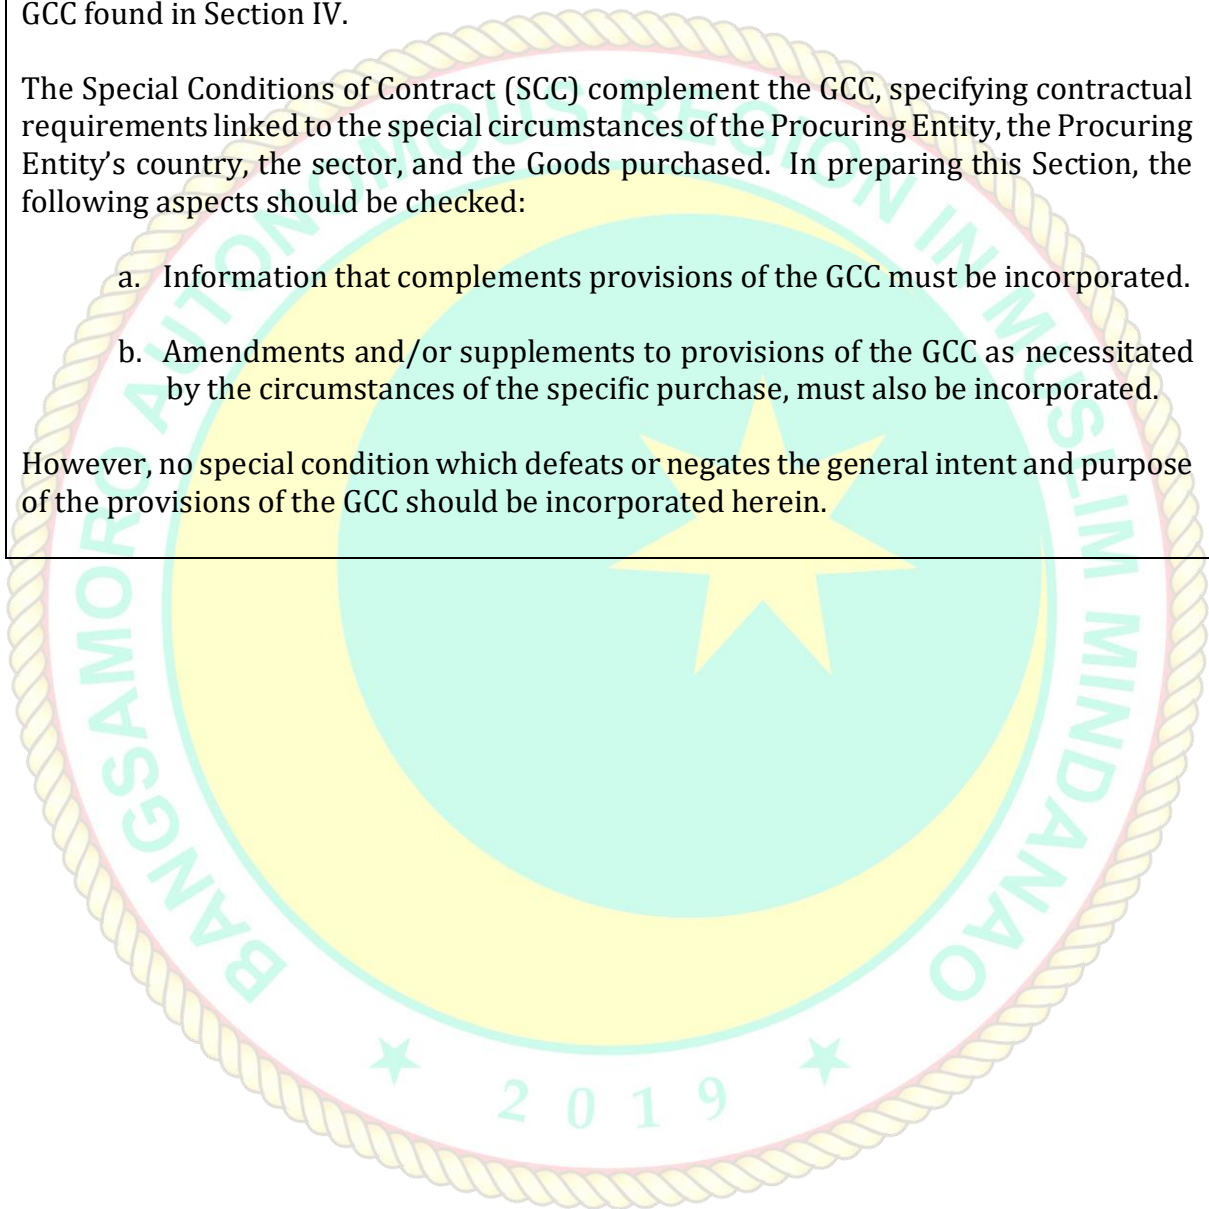 GCC found in Section IV.
The Special Conditions of Contract (SCC) complement the GCC, specifying contractual
requirements linked to the special circumstances of the Procuring Entity, the Procuring
Entity’s country, the sector, and the Goods purchased. In preparing this Section, the
following aspects should be checked:
a. Information that complements provisions of the GCC must be incorporated.
b. Amendments and/or supplements to provisions of the GCC as necessitated
by the circumstances of the specific purchase, must also be incorporated.
However, no special condition which defeats or negates the general intent and purpose
of the provisions of the GCC should be incorporated herein.
BANGSAMORO AUTONOMOUS REGION IN MUSLIM MINDANAO
2019